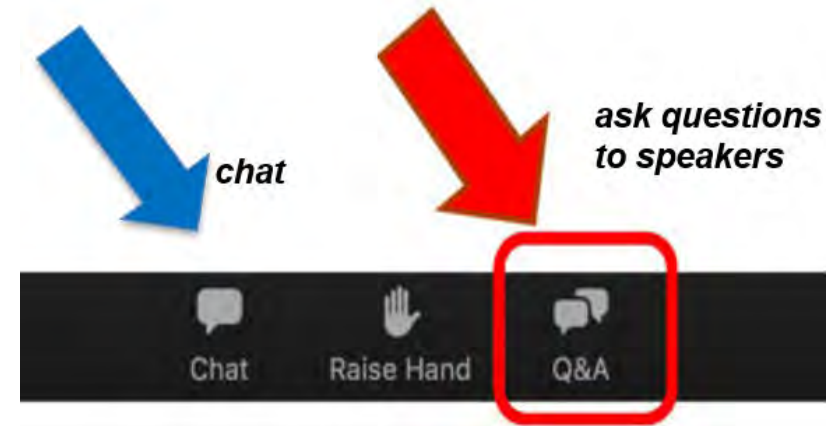 ask questions
to speakers
chat
Chat
Raise Hand
Q&A